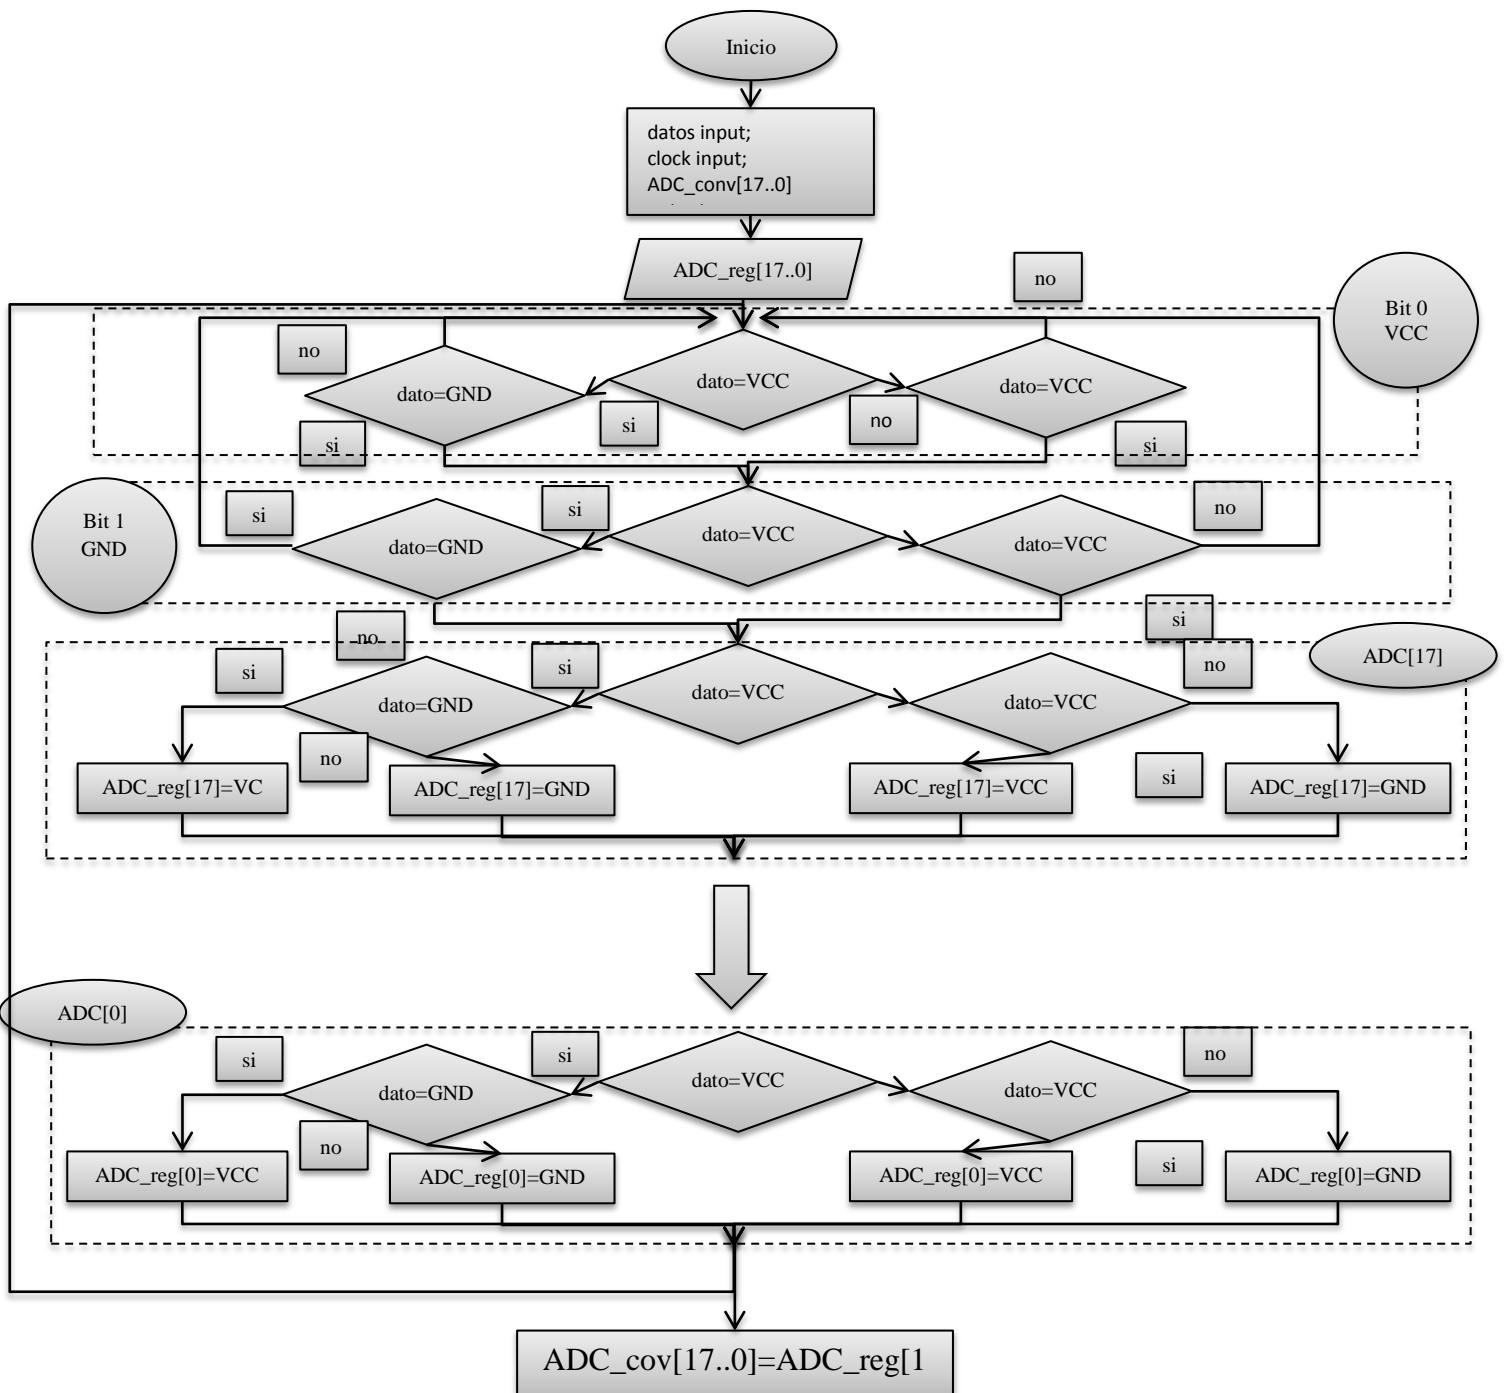 Inicio
datos input;
clock input;
ADC_conv[17..0]
ADC_reg[17..0]
no
Bit 0
VCC
no
dato=GND
dato=VCC
dato=VCC
si
no
si
si
Bit 1
GND
si
si
no
dato=GND
dato=VCC
dato=VCC
no
si
si
si
no
ADC[17]
dato=GND
dato=VCC
dato=VCC
no
si
ADC_reg[17]=VC
ADC_reg[17]=GND
ADC_reg[17]=VCC
ADC_reg[17]=GND
ADC[0]
si
si
no
dato=GND
dato=VCC
dato=VCC
no
si
ADC_reg[0]=VCC
ADC_reg[0]=GND
ADC_reg[0]=VCC
ADC_reg[0]=GND
ADC_cov[17..0]=ADC_reg[1